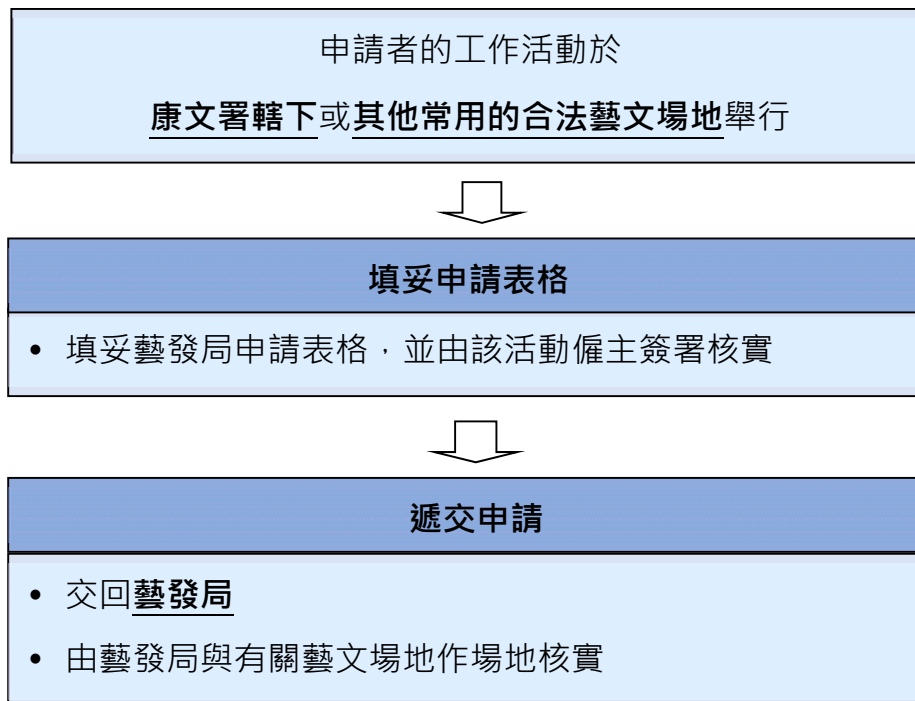 申請者的工作活動於
康文署轄下或其他常用的合法藝文場地舉行
填妥申請表格
• 填妥藝發局申請表格，並由該活動僱主簽署核實
遞交申請
• 交回藝發局
• 由藝發局與有關藝文場地作場地核實